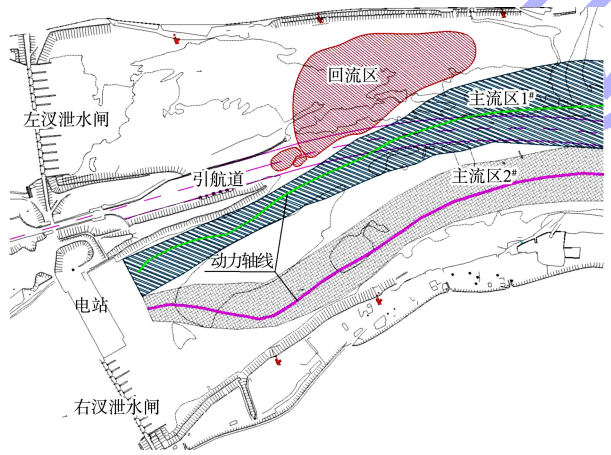 回流区
主流区1#
左汊泄水闸
引航道
主流区2#
动力轴线
电站
右汊泄水闸